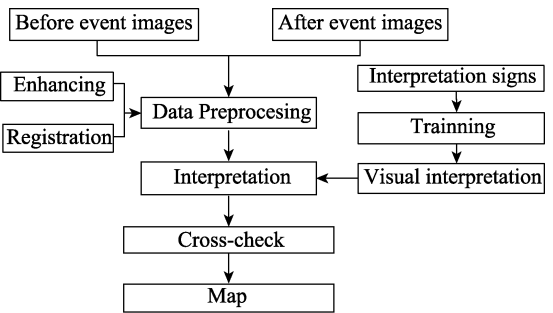 Before event images
After event images
Enhancing
Interpretation signs
Data Preprocesing
Registration
Trainning
Interpretation
Visual interpretation
Cross-check
Map